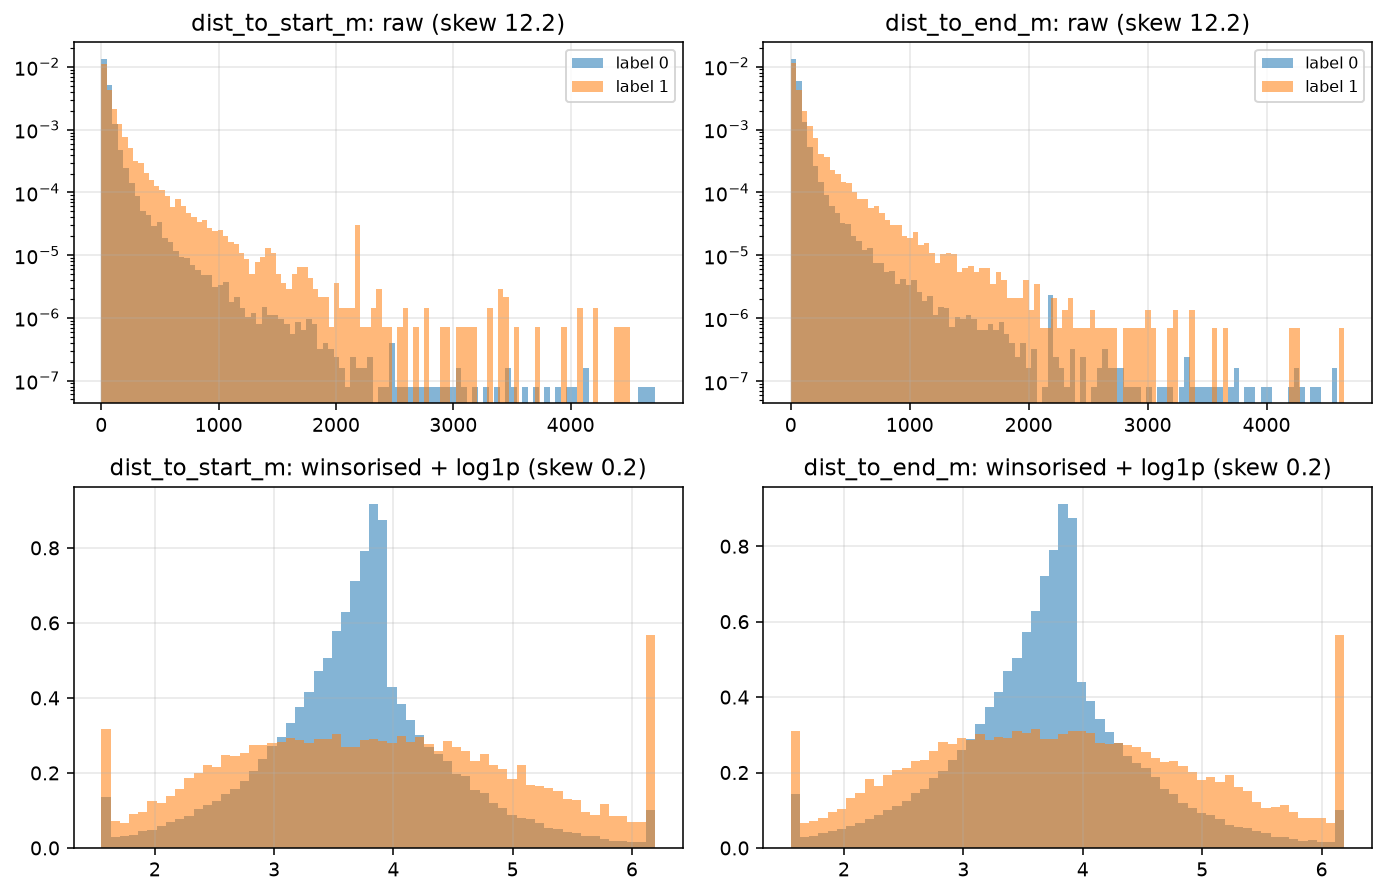 dist_to_start_m: raw (skew 12.2)
10⁻²
10⁻³
10⁻⁴
10⁻⁵
10⁻⁶
10⁻⁷
label 0
label 1
0 1000 2000 3000 4000
dist_to_end_m: raw (skew 12.2)
10⁻²
10⁻³
10⁻⁴
10⁻⁵
10⁻⁶
10⁻⁷
label 0
label 1
0 1000 2000 3000 4000
dist_to_start_m: winsorised + log1p (skew 0.2)
0.8
0.6
0.4
0.2
0.0
2 3 4 5 6
dist_to_end_m: winsorised + log1p (skew 0.2)
0.8
0.6
0.4
0.2
0.0
2 3 4 5 6